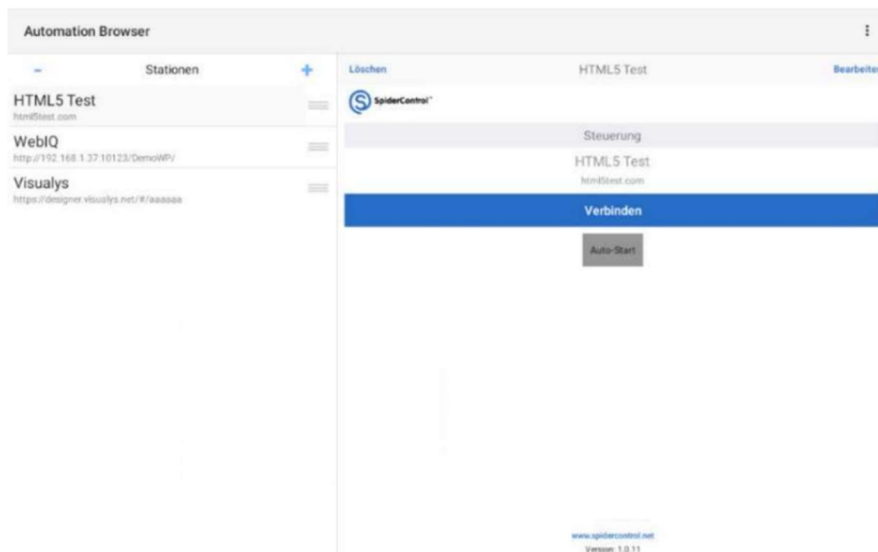 Automation Browser
- Stationen +
HTML5 Test
html5test.com
WebIQ
http://192.168.1.37:10123/DemoWP/
Visualys
https://designer.visualys.net/#/aaaaaa
Löschen HTML5 Test Bearbeiten
SpiderControl™
Steuerung
HTML5 Test
html5test.com
Verbinden
Auto-Start
www.spidercontrol.net
Version: 1.0.11